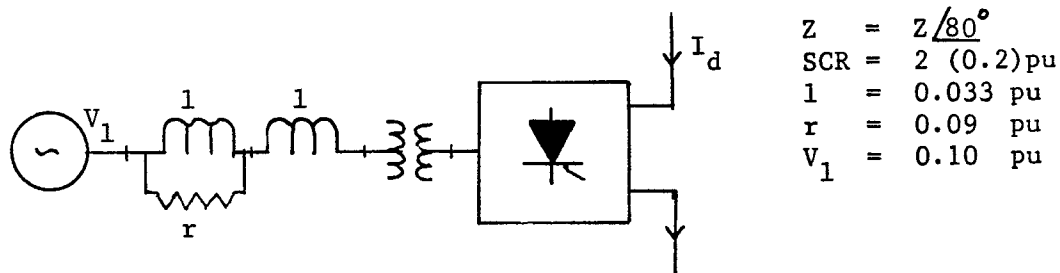 V₁
1
1
r
I_d
Z = Z/80°
SCR = 2 (0.2)pu
1 = 0.033 pu
r = 0.09 pu
V₁ = 0.10 pu